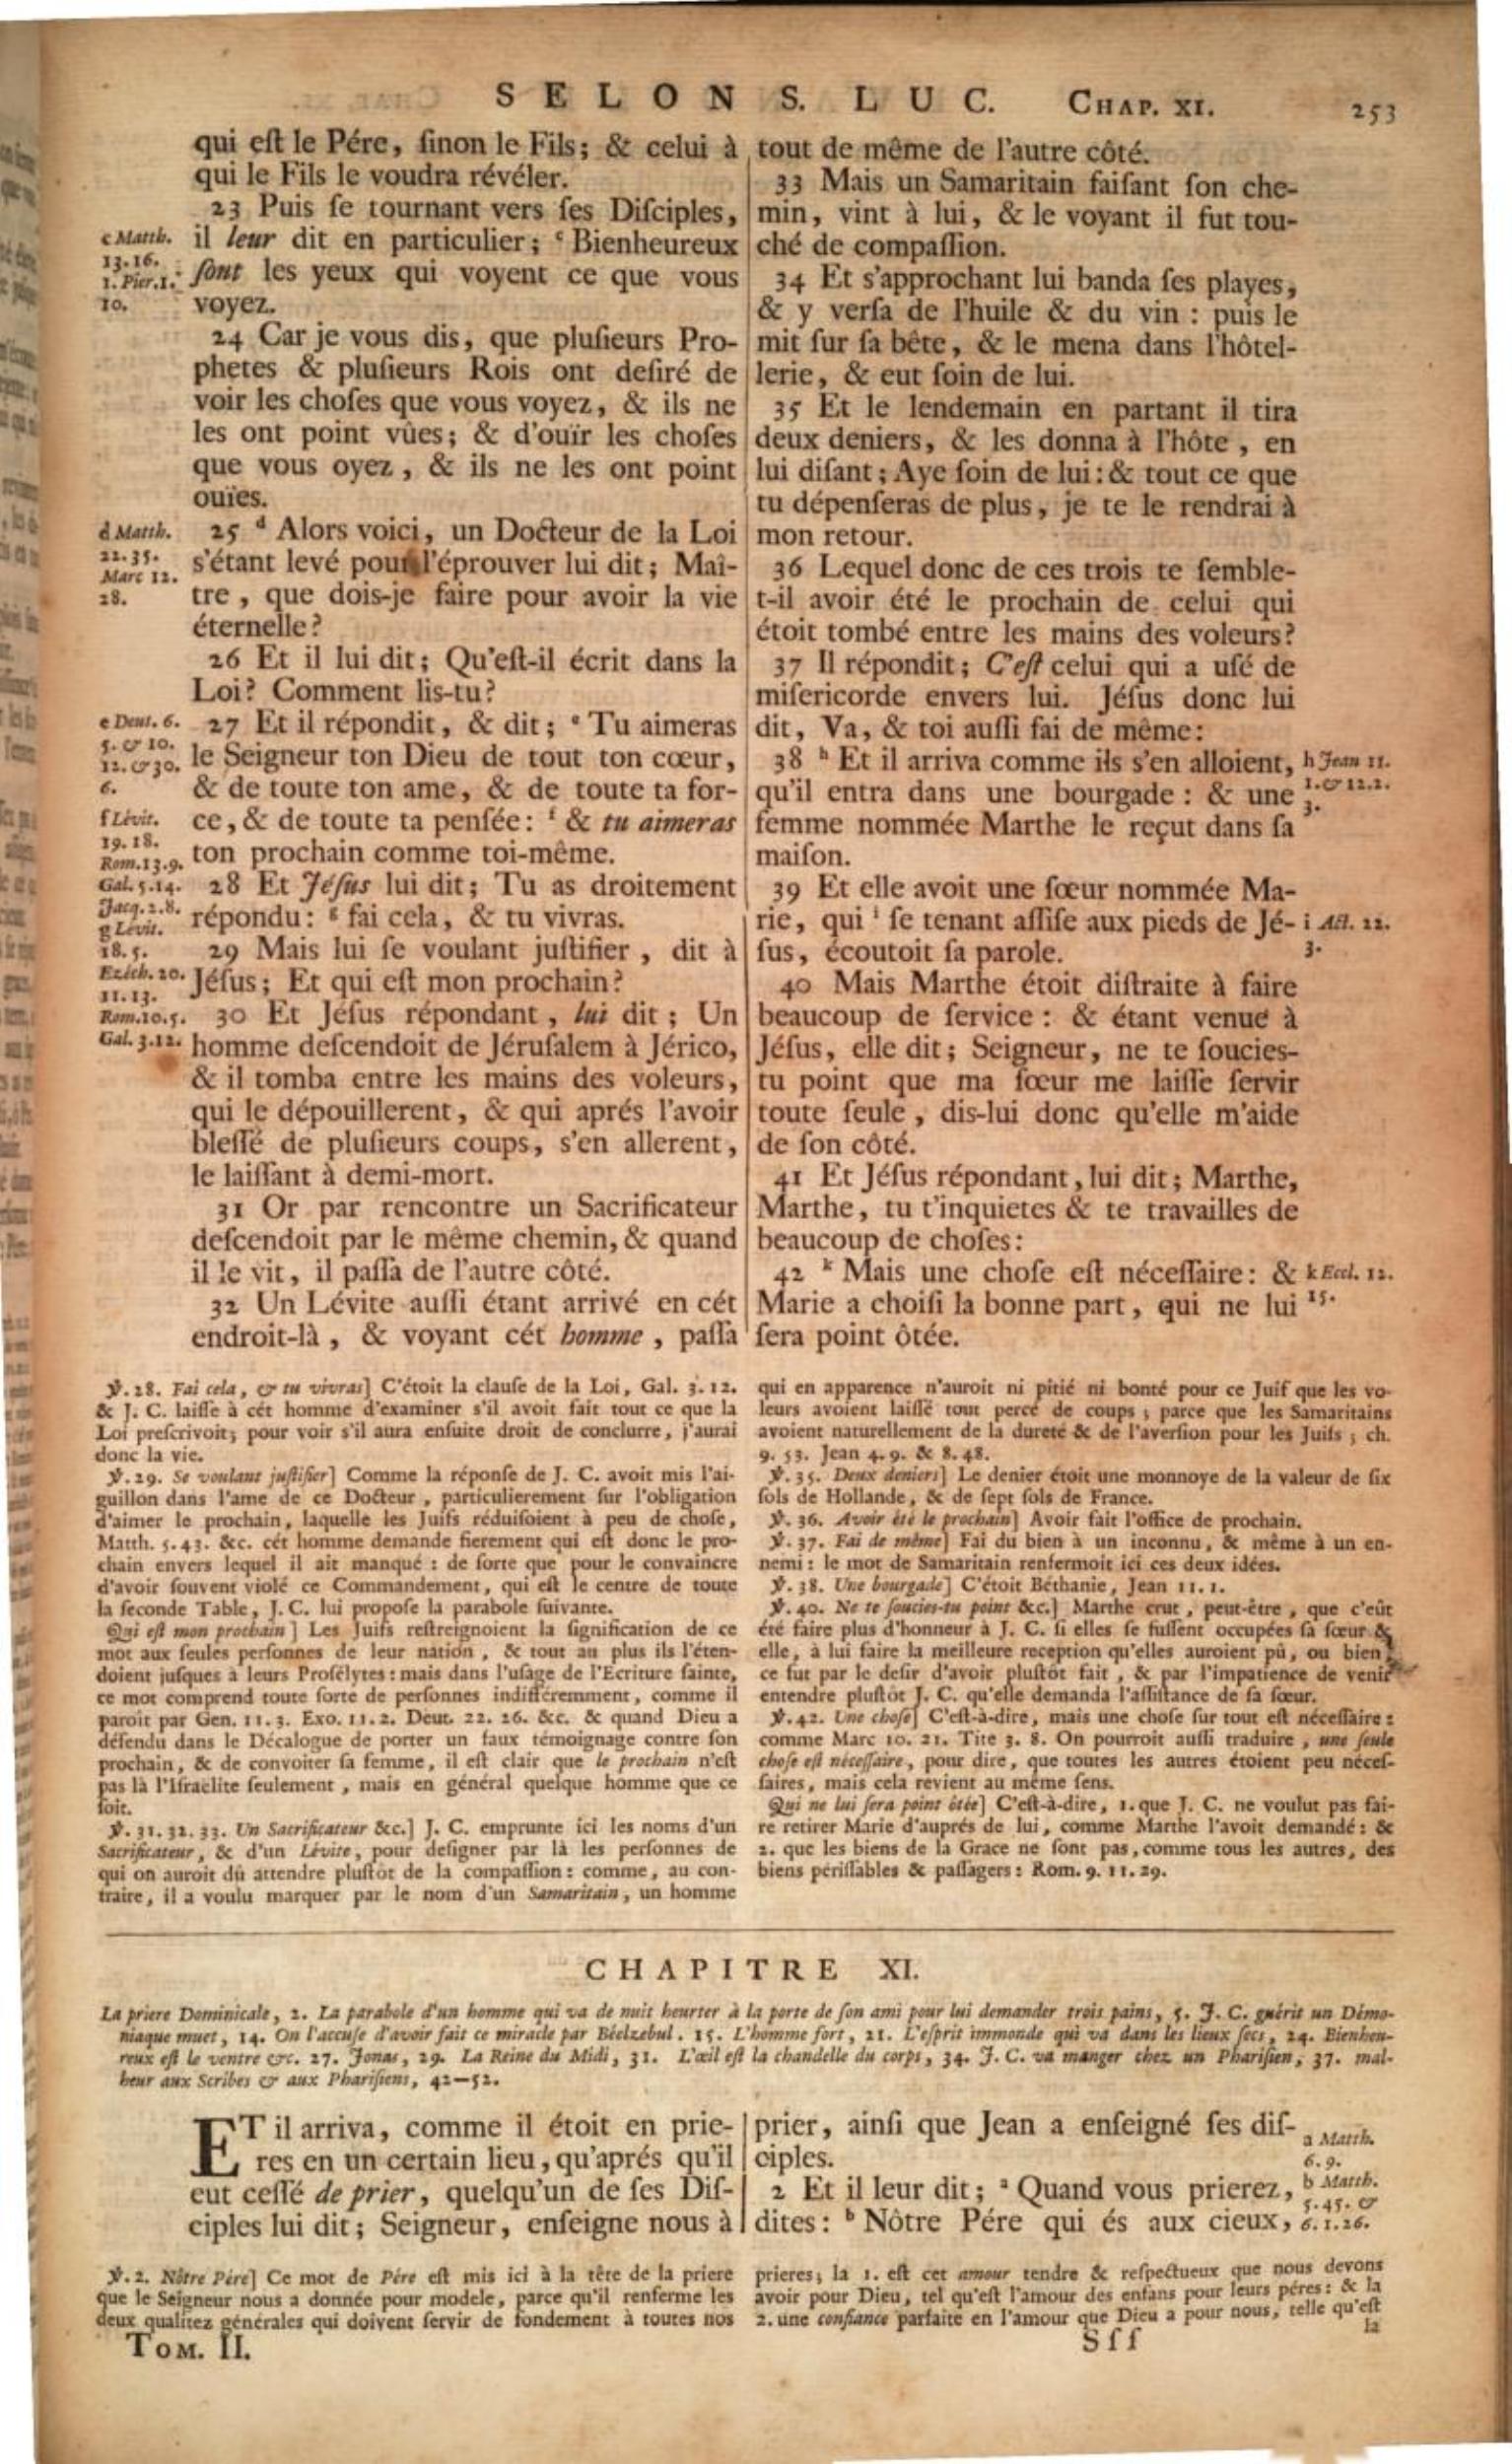 SELON S. LUC. CHAP. XI. 253
qui eſt le Pére, ſinon le Fils; & celui à
qui le Fils le voudra révéler.
23 Puis ſe tournant vers ſes Diſciples,
il leur dit en particulier; ᶜ Bienheureux
ſont les yeux qui voyent ce que vous
voyez.
24 Car je vous dis, que pluſieurs Pro-
phetes & pluſieurs Rois ont deſiré de
voir les choſes que vous voyez, & ils ne
les ont point vûes; & d'ouïr les choſes
que vous oyez, & ils ne les ont point
ouïes.
25 ᵈ Alors voici, un Docteur de la Loi
s'étant levé pour l'éprouver lui dit; Maî-
tre, que dois-je faire pour avoir la vie
éternelle?
26 Et il lui dit; Qu'eſt-il écrit dans la
Loi? Comment lis-tu?
27 Et il répondit, & dit; ᵉ Tu aimeras
le Seigneur ton Dieu de tout ton cœur,
& de toute ton ame, & de toute ta for-
ce, & de toute ta penſée: ᶠ & tu aimeras
ton prochain comme toi-même.
28 Et Jéſus lui dit; Tu as droitement
répondu: ᵍ fai cela, & tu vivras.
29 Mais lui ſe voulant juſtifier, dit à
Jéſus; Et qui eſt mon prochain?
30 Et Jéſus répondant, lui dit; Un
homme deſcendoit de Jéruſalem à Jérico,
& il tomba entre les mains des voleurs,
qui le dépouillerent, & qui aprés l'avoir
bleſſé de pluſieurs coups, s'en allerent,
le laiſſant à demi-mort.
31 Or par rencontre un Sacrificateur
deſcendoit par le même chemin, & quand
il le vit, il paſſa de l'autre côté.
32 Un Lévite auſſi étant arrivé en cét
endroit-là, & voyant cét homme, paſſa
c Matth.
13.16.
1. Pier. 1.
10.
d Matth.
22.35.
Marc 12.
28.
e Deut. 6.
5. & 10.
12. & 30.
6.
f Lévit.
19.18.
Rom. 13.9.
Gal. 5.14.
Jacq. 2.8.
g Lévit.
18.5.
Ezéch. 20.
11.13.
Rom. 10.5.
Gal. 3.12.
tout de même de l'autre côté.
33 Mais un Samaritain faiſant ſon che-
min, vint à lui, & le voyant il fut tou-
ché de compaſſion.
34 Et s'approchant lui banda ſes playes,
& y verſa de l'huile & du vin: puis le
mit ſur ſa bête, & le mena dans l'hôtel-
lerie, & eut ſoin de lui.
35 Et le lendemain en partant il tira
deux deniers, & les donna à l'hôte, en
lui diſant; Aye ſoin de lui: & tout ce que
tu dépenſeras de plus, je te le rendrai à
mon retour.
36 Lequel donc de ces trois te ſemble-
t-il avoir été le prochain de celui qui
étoit tombé entre les mains des voleurs?
37 Il répondit; C'eſt celui qui a uſé de
miſericorde envers lui. Jéſus donc lui
dit, Va, & toi auſſi fai de même:
38 ʰ Et il arriva comme ils s'en alloient,
qu'il entra dans une bourgade: & une
femme nommée Marthe le reçut dans ſa
maiſon.
39 Et elle avoit une ſœur nommée Ma-
rie, qui ⁱ ſe tenant aſſiſe aux pieds de Jé-
ſus, écoutoit ſa parole.
40 Mais Marthe étoit diſtraite à faire
beaucoup de ſervice: & étant venue à
Jéſus, elle dit; Seigneur, ne te ſoucies-
tu point que ma ſœur me laiſſe ſervir
toute ſeule, dis-lui donc qu'elle m'aide
de ſon côté.
41 Et Jéſus répondant, lui dit; Marthe,
Marthe, tu t'inquietes & te travailles de
beaucoup de choſes:
42 ᵏ Mais une choſe eſt néceſſaire: &
Marie a choiſi la bonne part, qui ne lui
ſera point ôtée.
h Jean 11.
1. & 12.2.
3.
i Act. 22.
3.
k Eccl. 12.
15.
℣. 28. Fai cela, & tu vivras] C'étoit la clauſe de la Loi, Gal. 3. 12.
& J. C. laiſſe à cét homme d'examiner s'il avoit fait tout ce que la
Loi preſcrivoit; pour voir s'il aura enſuite droit de conclurre, j'aurai
donc la vie.
℣. 29. Se voulant juſtifier] Comme la réponſe de J. C. avoit mis l'ai-
guillon dans l'ame de ce Docteur, particulierement ſur l'obligation
d'aimer le prochain, laquelle les Juifs réduiſoient à peu de choſe,
Matth. 5.43. &c. cét homme demande fierement qui eſt donc le pro-
chain envers lequel il ait manqué: de ſorte que pour le convaincre
d'avoir ſouvent violé ce Commandement, qui eſt le centre de toute
la ſeconde Table, J. C. lui propoſe la parabole ſuivante.
Qui eſt mon prochain] Les Juifs reſtreignoient la ſignification de ce
mot aux ſeules perſonnes de leur nation, & tout au plus ils l'éten-
doient juſques à leurs Proſélytes: mais dans l'uſage de l'Ecriture ſainte,
ce mot comprend toute ſorte de perſonnes indifféremment, comme il
paroit par Gen. 11. 3. Exo. 11. 2. Deut. 22. 26. &c. & quand Dieu a
défendu dans le Décalogue de porter un faux témoignage contre ſon
prochain, & de convoiter ſa femme, il eſt clair que le prochain n'eſt
pas là l'Iſraëlite ſeulement, mais en général quelque homme que ce
ſoit.
℣. 31. 32. 33. Un Sacrificateur &c.] J. C. emprunte ici les noms d'un
Sacrificateur, & d'un Lévite, pour deſigner par là les perſonnes de
qui on auroit dû attendre pluſtôt de la compaſſion: comme, au con-
traire, il a voulu marquer par le nom d'un Samaritain, un homme
qui en apparence n'auroit ni pitié ni bonté pour ce Juif que les vo-
leurs avoient laiſſé tout percé de coups; parce que les Samaritains
avoient naturellement de la dureté & de l'averſion pour les Juifs; ch.
9. 53. Jean 4. 9. & 8. 48.
℣. 35. Deux deniers] Le denier étoit une monnoye de la valeur de ſix
ſols de Hollande, & de ſept ſols de France.
℣. 36. Avoir été le prochain] Avoir fait l'office de prochain.
℣. 37. Fai de même] Fai du bien à un inconnu, & même à un en-
nemi: le mot de Samaritain renfermoit ici ces deux idées.
℣. 38. Une bourgade] C'étoit Béthanie, Jean 11. 1.
℣. 40. Ne te ſoucies-tu point &c.] Marthe crut, peut-être, que c'eût
été faire plus d'honneur à J. C. ſi elles ſe fuſſent occupées ſa ſœur &
elle, à lui faire la meilleure reception qu'elles auroient pû, ou bien
ce fut par le deſir d'avoir pluſtôt fait, & par l'impatience de venir
entendre pluſtôt J. C. qu'elle demanda l'aſſiſtance de ſa ſœur.
℣. 42. Une choſe] C'eſt-à-dire, mais une choſe ſur tout eſt néceſſaire:
comme Marc 10. 21. Tite 3. 8. On pourroit auſſi traduire, une ſeule
choſe eſt néceſſaire, pour dire, que toutes les autres étoient peu néceſ-
ſaires, mais cela revient au même ſens.
Qui ne lui ſera point ôtée] C'eſt-à-dire, 1. que J. C. ne voulut pas fai-
re retirer Marie d'auprés de lui, comme Marthe l'avoit demandé: &
2. que les biens de la Grace ne ſont pas, comme tous les autres, des
biens périſſables & paſſagers: Rom. 9. 11. 29.
CHAPITRE XI.
La priere Dominicale, 2. La parabole d'un homme qui va de nuit heurter à la porte de ſon ami pour lui demander trois pains, 5. J. C. guérit un Démo-
niaque muet, 14. On l'accuſe d'avoir fait ce miracle par Béelzebul. 15. L'homme fort, 21. L'eſprit immonde qui va dans les lieux ſecs, 24. Bienheu-
reux eſt le ventre &c. 27. Jonas, 29. La Reine du Midi, 31. L'œil eſt la chandelle du corps, 34. J. C. va manger chez un Phariſien, 37. mal-
heur aux Scribes & aux Phariſiens, 42—52.
ET il arriva, comme il étoit en prie-
res en un certain lieu, qu'aprés qu'il
eut ceſſé de prier, quelqu'un de ſes Diſ-
ciples lui dit; Seigneur, enſeigne nous à
prier, ainſi que Jean a enſeigné ſes diſ-
ciples.
2 Et il leur dit; ᵃ Quand vous prierez,
dites: ᵇ Nôtre Pére qui és aux cieux,
a Matth.
6.9.
b Matth.
5.45. &
6.1.26.
℣. 2. Nôtre Pére] Ce mot de Pére eſt mis ici à la tête de la priere
que le Seigneur nous a donnée pour modele, parce qu'il renferme les
deux qualitez générales qui doivent ſervir de fondement à toutes nos
prieres; la 1. eſt cet amour tendre & reſpectueux que nous devons
avoir pour Dieu, tel qu'eſt l'amour des enfans pour leurs péres: & la
2. une confiance parfaite en l'amour que Dieu a pour nous, telle qu'eſt
la
TOM. II. Sſſ